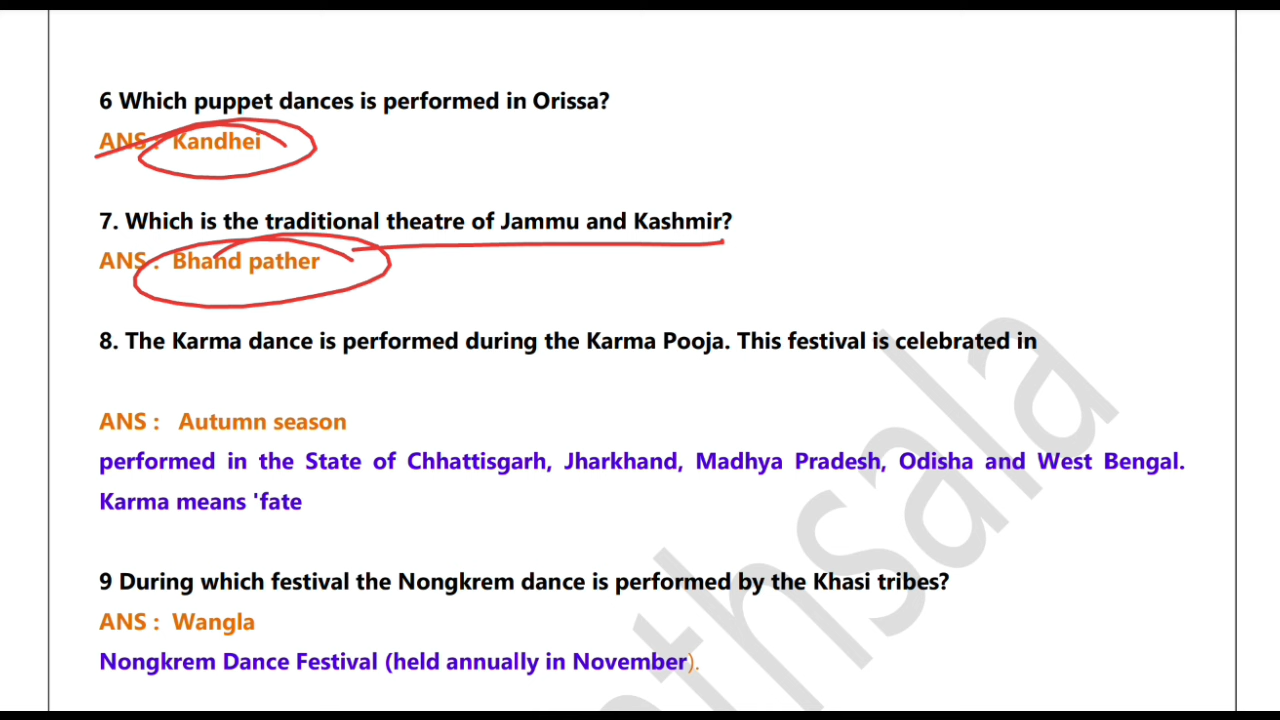 6 Which puppet dances is performed in Orissa?
ANS : Kandhei
7. Which is the traditional theatre of Jammu and Kashmir?
ANS : Bhand pather
8. The Karma dance is performed during the Karma Pooja. This festival is celebrated in
ANS : Autumn season
performed in the State of Chhattisgarh, Jharkhand, Madhya Pradesh, Odisha and West Bengal.
Karma means 'fate
9 During which festival the Nongkrem dance is performed by the Khasi tribes?
ANS : Wangla
Nongkrem Dance Festival (held annually in November).
athsala